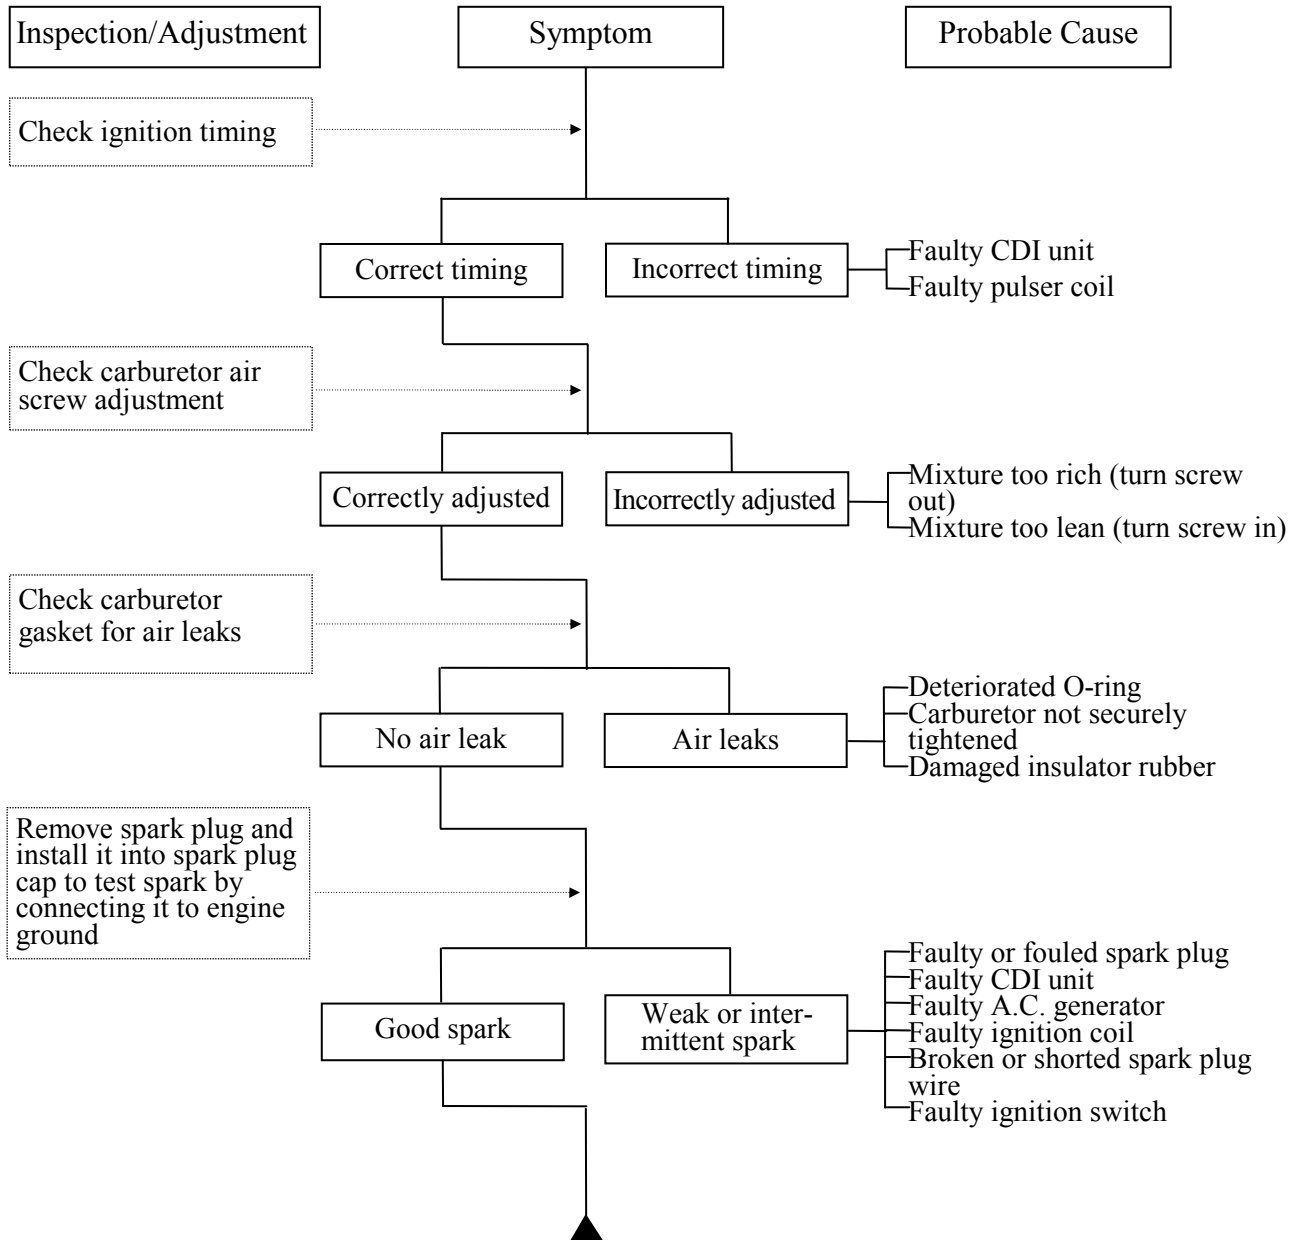 Inspection/Adjustment
Symptom
Probable Cause
Check ignition timing
Correct timing
Incorrect timing
Faulty CDI unit
Faulty pulser coil
Check carburetor air
screw adjustment
Correctly adjusted
Incorrectly adjusted
Mixture too rich (turn screw
out)
Mixture too lean (turn screw in)
Check carburetor
gasket for air leaks
No air leak
Air leaks
Deteriorated O-ring
Carburetor not securely
tightened
Damaged insulator rubber
Remove spark plug and
install it into spark plug
cap to test spark by
connecting it to engine
ground
Good spark
Weak or inter-
mittent spark
Faulty or fouled spark plug
Faulty CDI unit
Faulty A.C. generator
Faulty ignition coil
Broken or shorted spark plug
wire
Faulty ignition switch